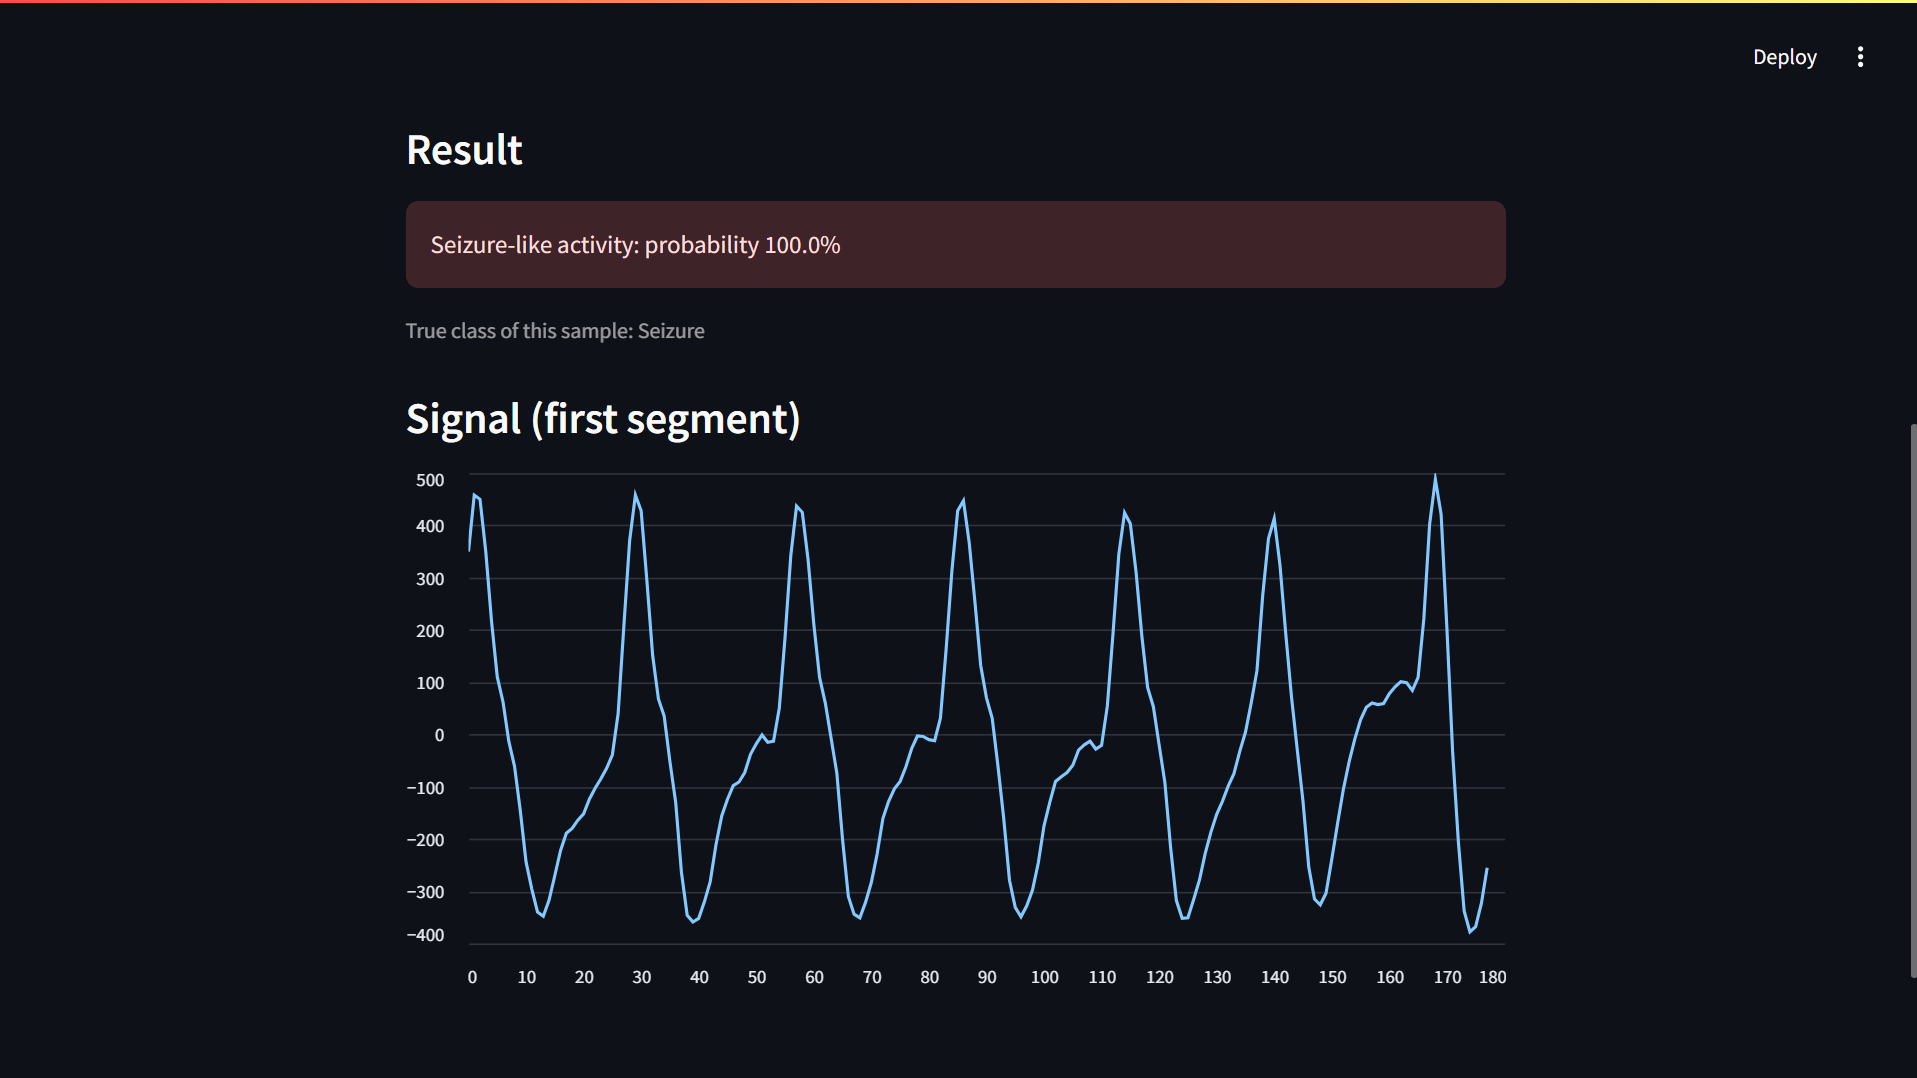 Deploy
Result
Seizure-like activity: probability 100.0%
True class of this sample: Seizure
Signal (first segment)
500
400
300
200
100
0
−100
−200
−300
−400
0 10 20 30 40 50 60 70 80 90 100 110 120 130 140 150 160 170 180